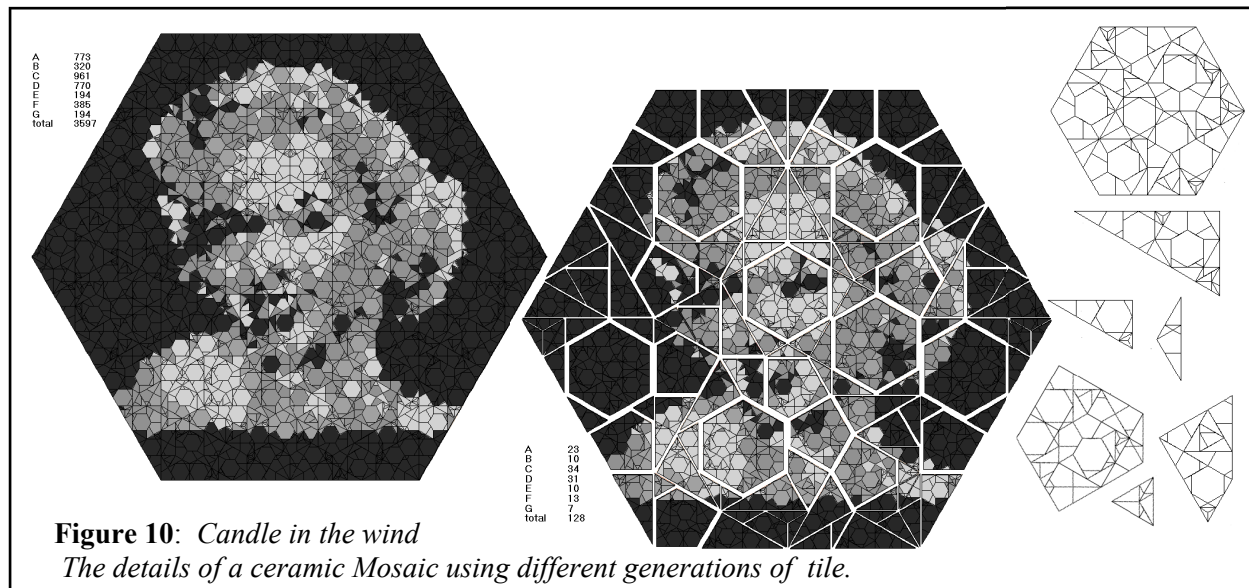 A 773
B 320
C 961
D 770
E 194
F 385
G 194
total 3597
A 23
B 10
C 34
D 31
E 10
F 13
G 7
total 128
Figure 10: Candle in the wind
The details of a ceramic Mosaic using different generations of tile.